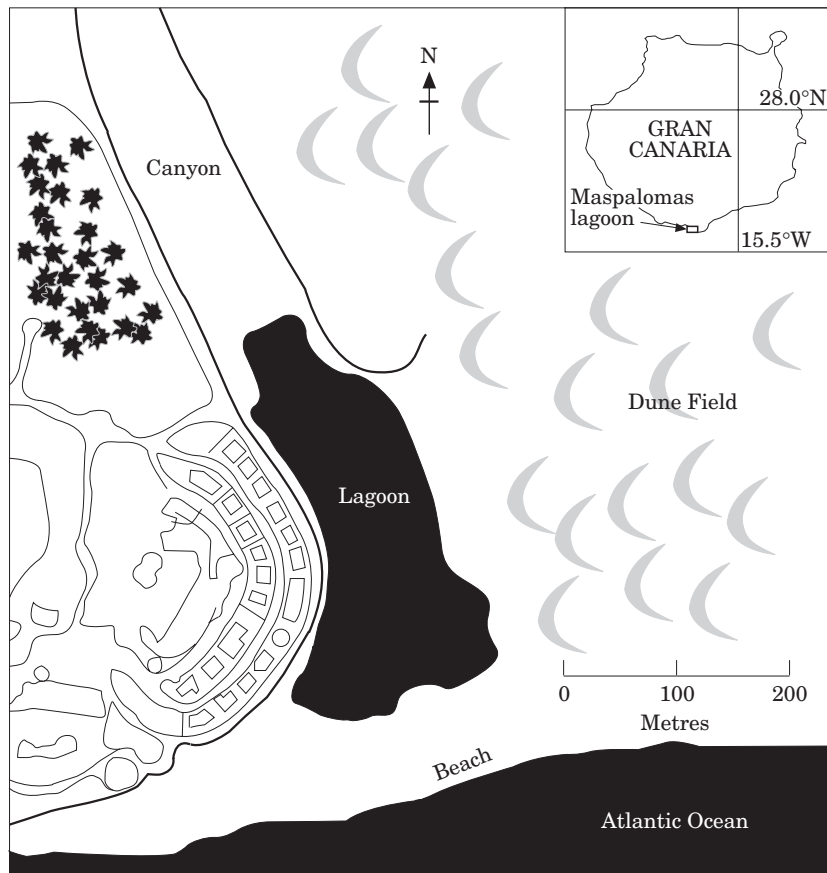 N
28.0°N
GRAN
CANARIA
Canyon
Maspalomas
lagoon
15.5°W
Dune Field
Lagoon
0 100 200
Metres
Beach
Atlantic Ocean